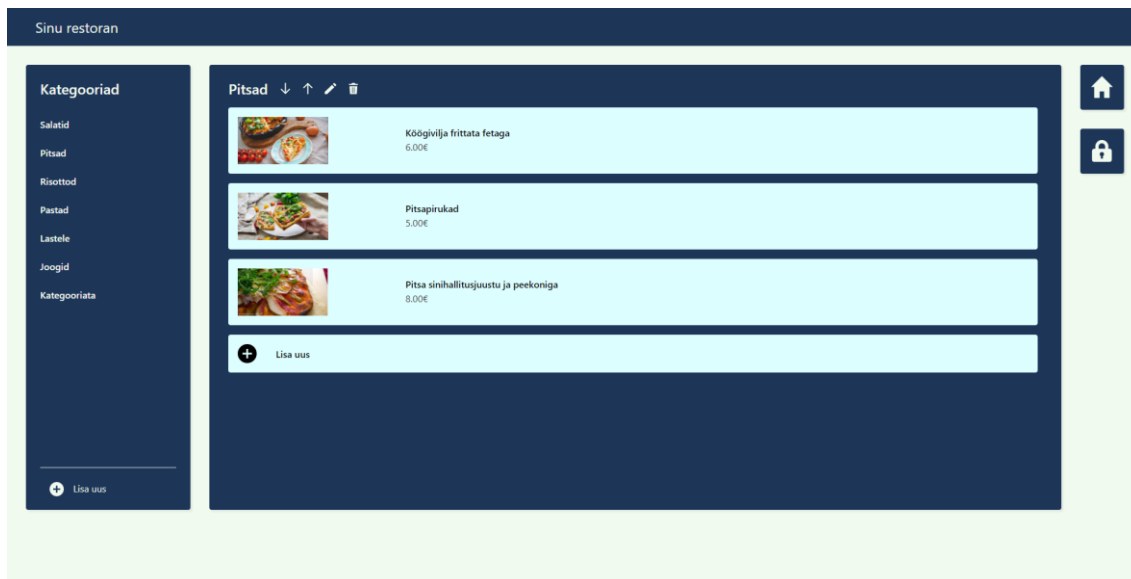 Sinu restoran
Kategooriad
Salatid
Pitsad
Risottod
Pastad
Lastele
Joogid
Kategooriata
Lisa uus
Pitsad
Köögivilja frittata fetaga
6.00€
Pitsapirukad
5.00€
Pitsa sinihallitusjuustu ja peekoniga
8.00€
Lisa uus